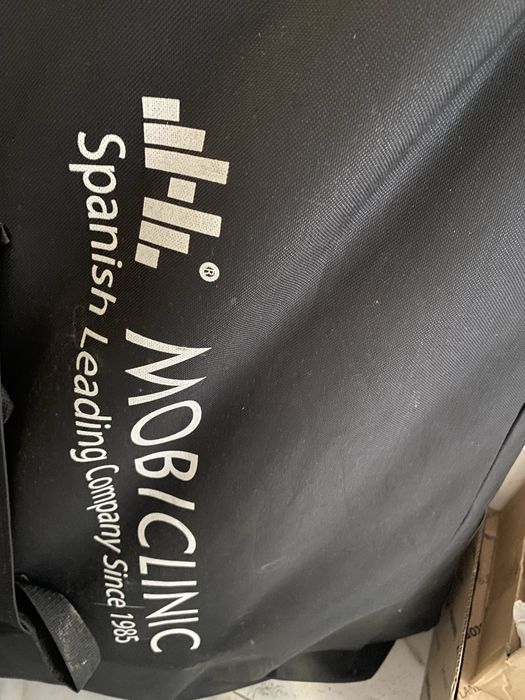 ®
MOBICLINIC
Spanish Leading Company Since 1985